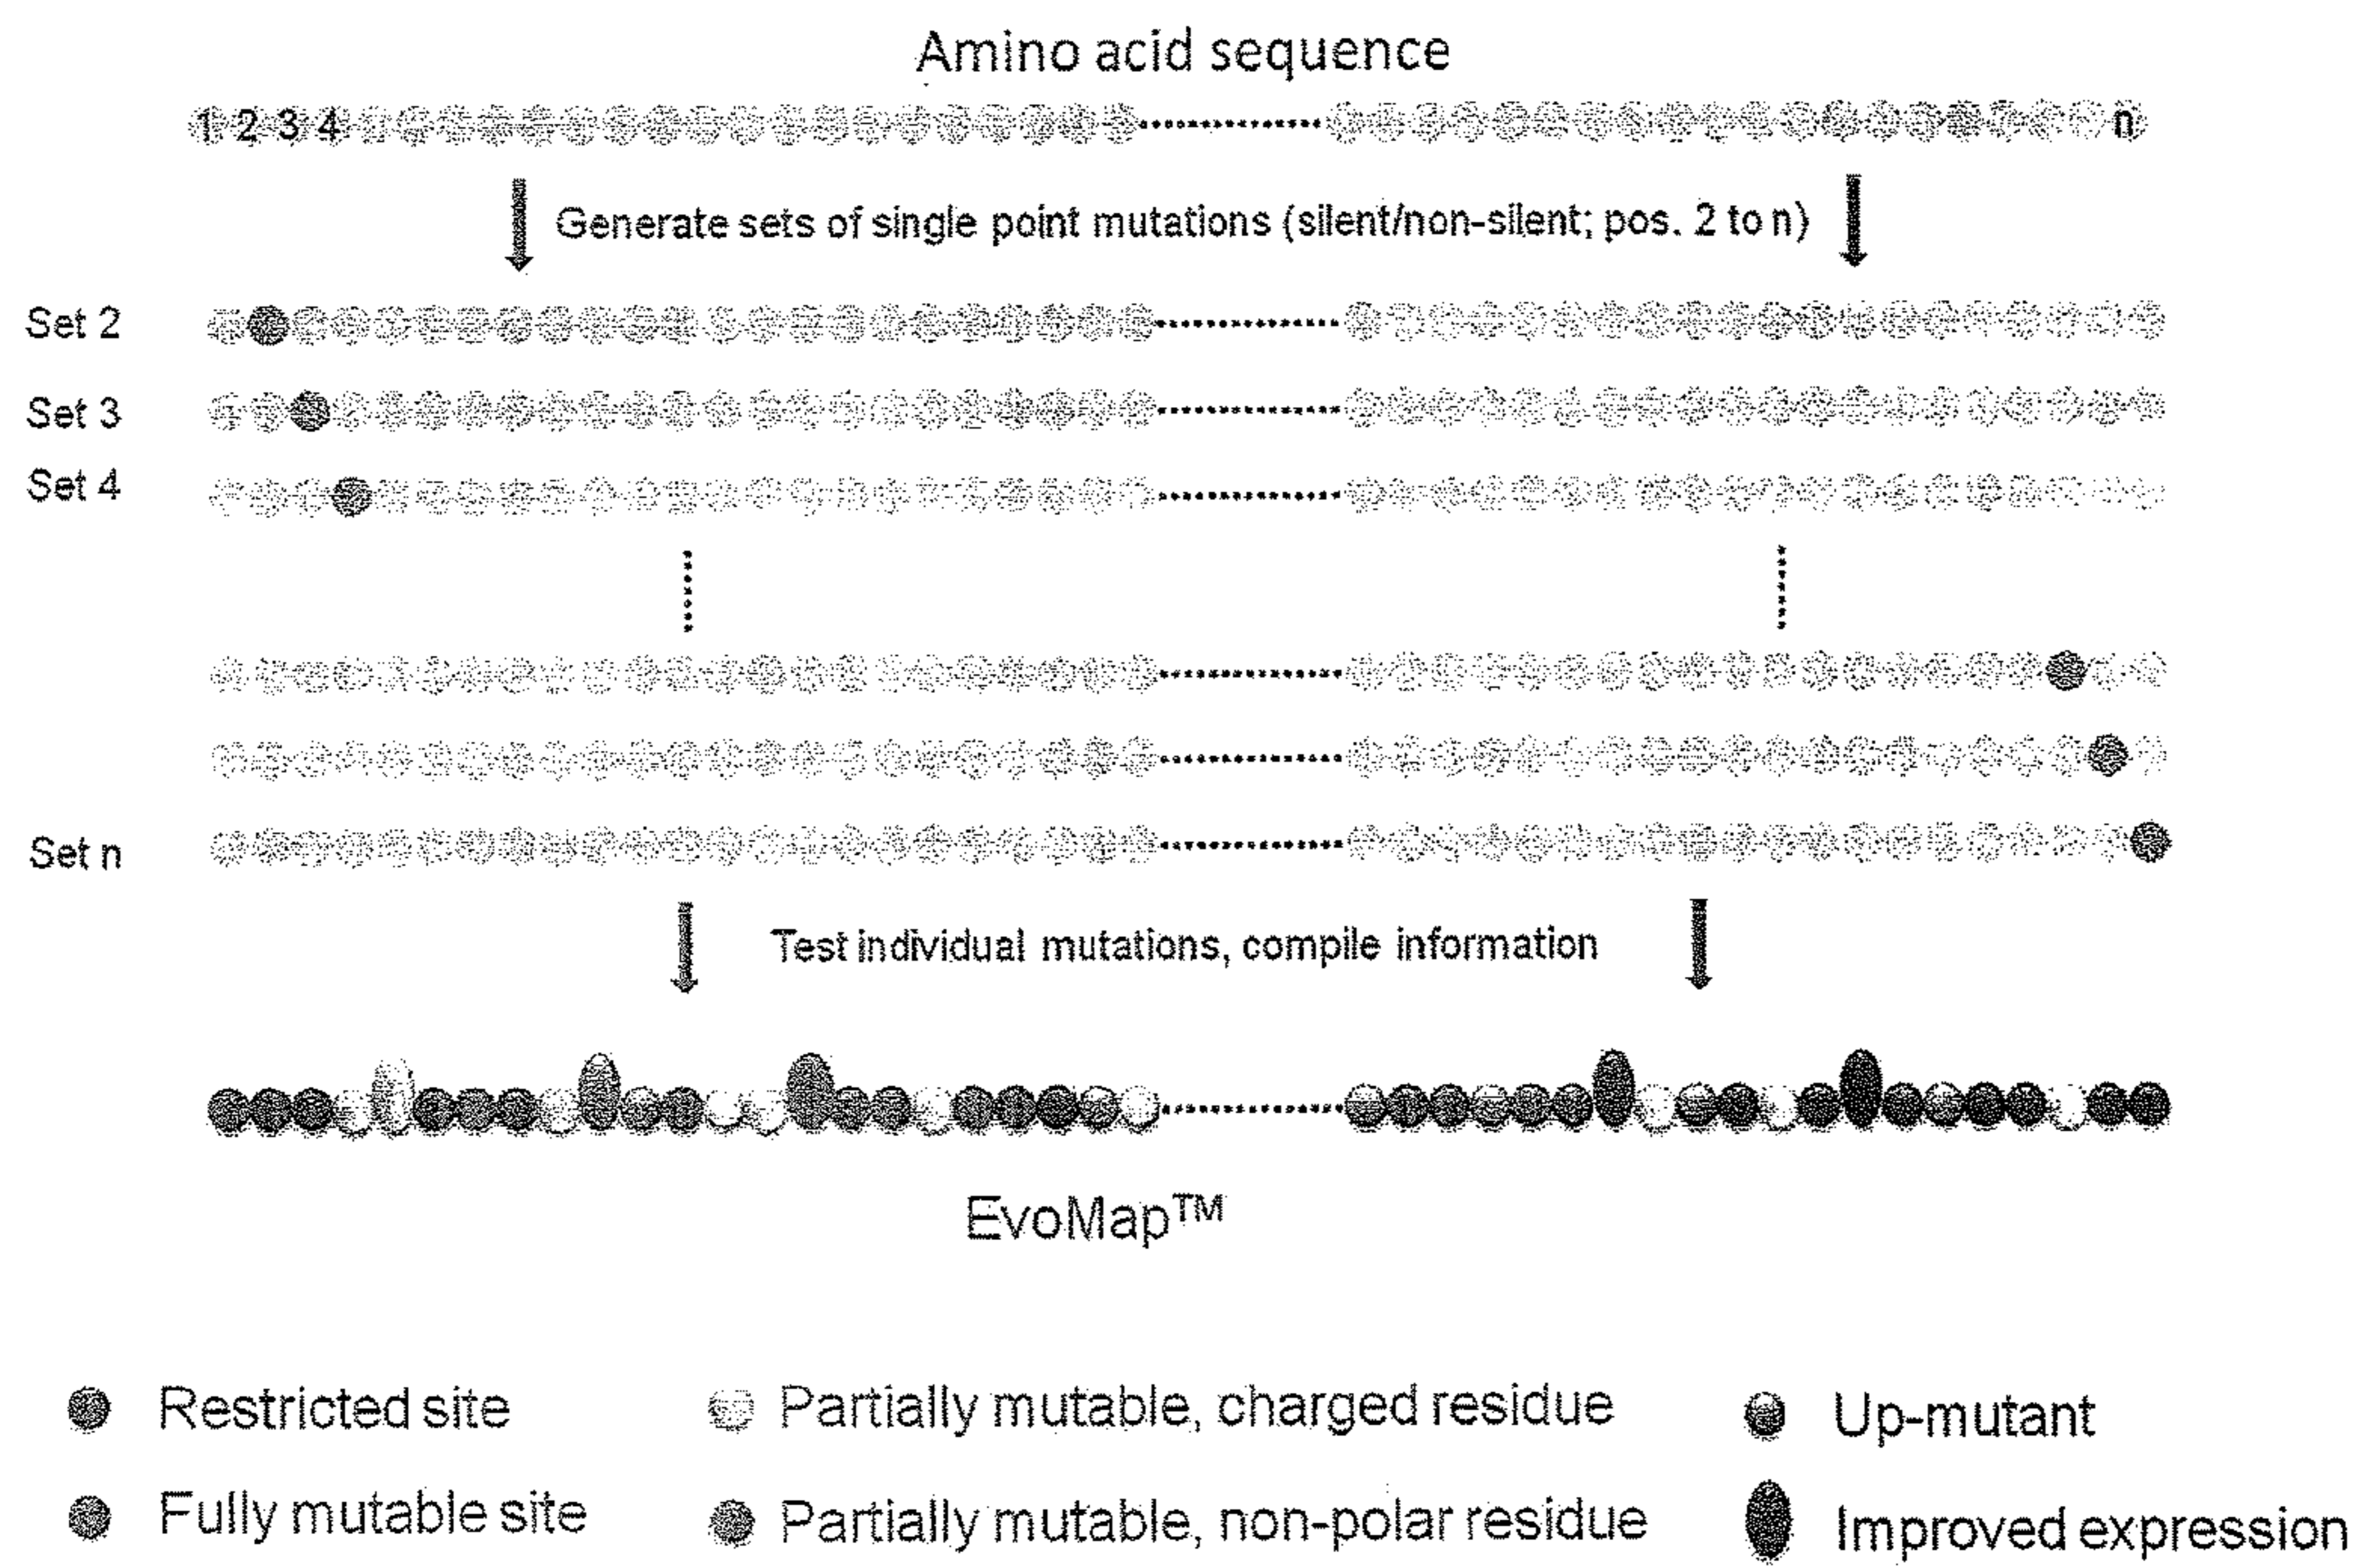 Amino acid sequence
1 2 3 4 n
Generate sets of single point mutations (silent/non-silent; pos. 2 to n)
Set 2
Set 3
Set 4
Set n
Test individual mutations, compile information
EvoMap™
Restricted site
Partially mutable, charged residue
Up-mutant
Fully mutable site
Partially mutable, non-polar residue
Improved expression